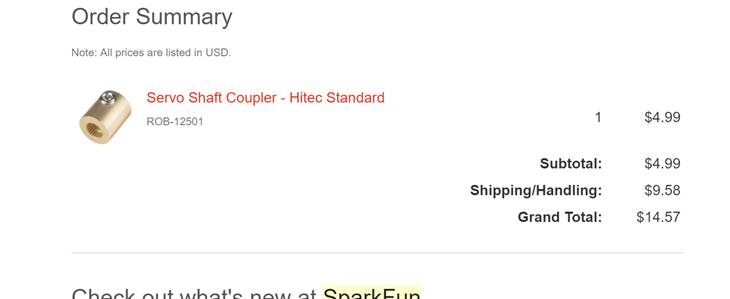 Order Summary
Note: All prices are listed in USD.
Servo Shaft Coupler - Hitec Standard
ROB-12501
1 $4.99
Subtotal: $4.99
Shipping/Handling: $9.58
Grand Total: $14.57
Check out what's new at SparkFun